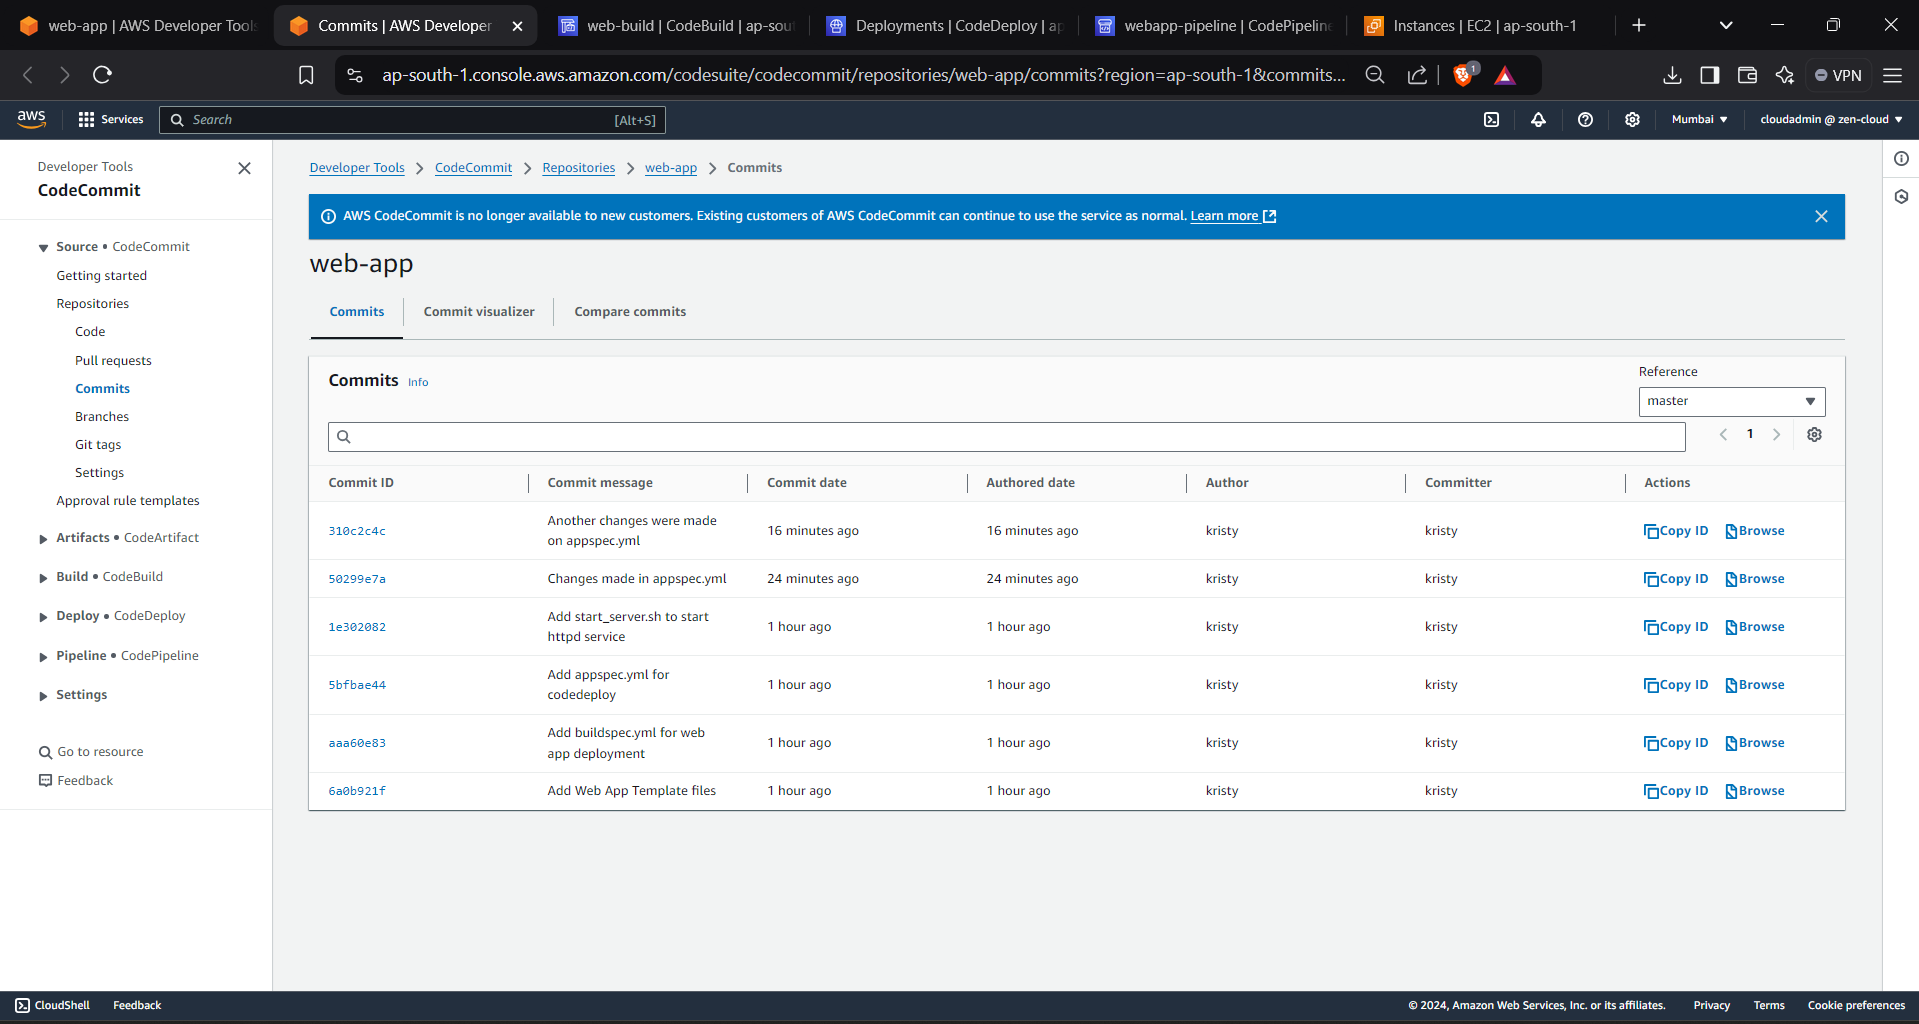 web-app | AWS Developer Tools
Commits | AWS Developer
web-build | CodeBuild | ap-sout
Deployments | CodeDeploy | ap
webapp-pipeline | CodePipeline
Instances | EC2 | ap-south-1
ap-south-1.console.aws.amazon.com/codesuite/codecommit/repositories/web-app/commits?region=ap-south-1&commits...
1
VPN
aws
Services
Search
[Alt+S]
Mumbai
cloudadmin @ zen-cloud
Developer Tools
CodeCommit
Source • CodeCommit
Getting started
Repositories
Code
Pull requests
Commits
Branches
Git tags
Settings
Approval rule templates
Artifacts • CodeArtifact
Build • CodeBuild
Deploy • CodeDeploy
Pipeline • CodePipeline
Settings
Go to resource
Feedback
Developer Tools > CodeCommit > Repositories > web-app > Commits
AWS CodeCommit is no longer available to new customers. Existing customers of AWS CodeCommit can continue to use the service as normal. Learn more
web-app
Commits
Commit visualizer
Compare commits
Commits Info
Reference
master
1
Commit ID Commit message Commit date Authored date Author Committer Actions
310c2c4c Another changes were made
on appspec.yml 16 minutes ago 16 minutes ago kristy kristy Copy ID Browse
50299e7a Changes made in appspec.yml 24 minutes ago 24 minutes ago kristy kristy Copy ID Browse
1e302082 Add start_server.sh to start
httpd service 1 hour ago 1 hour ago kristy kristy Copy ID Browse
5bfbae44 Add appspec.yml for
codedeploy 1 hour ago 1 hour ago kristy kristy Copy ID Browse
aaa60e83 Add buildspec.yml for web
app deployment 1 hour ago 1 hour ago kristy kristy Copy ID Browse
6a0b921f Add Web App Template files 1 hour ago 1 hour ago kristy kristy Copy ID Browse
CloudShell
Feedback
© 2024, Amazon Web Services, Inc. or its affiliates.
Privacy
Terms
Cookie preferences